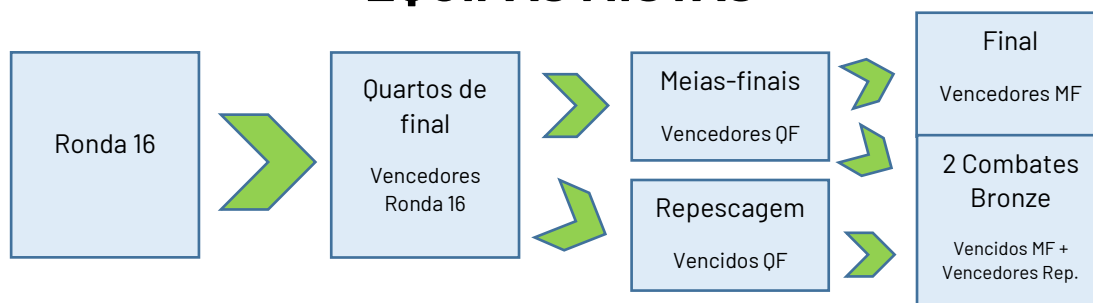 Ronda 16
Quartos de
final
Vencedores
Ronda 16
Meias-finais
Vencedores QF
Repescagem
Vencidos QF
Final
Vencedores MF
2 Combates
Bronze
Vencidos MF +
Vencedores Rep.